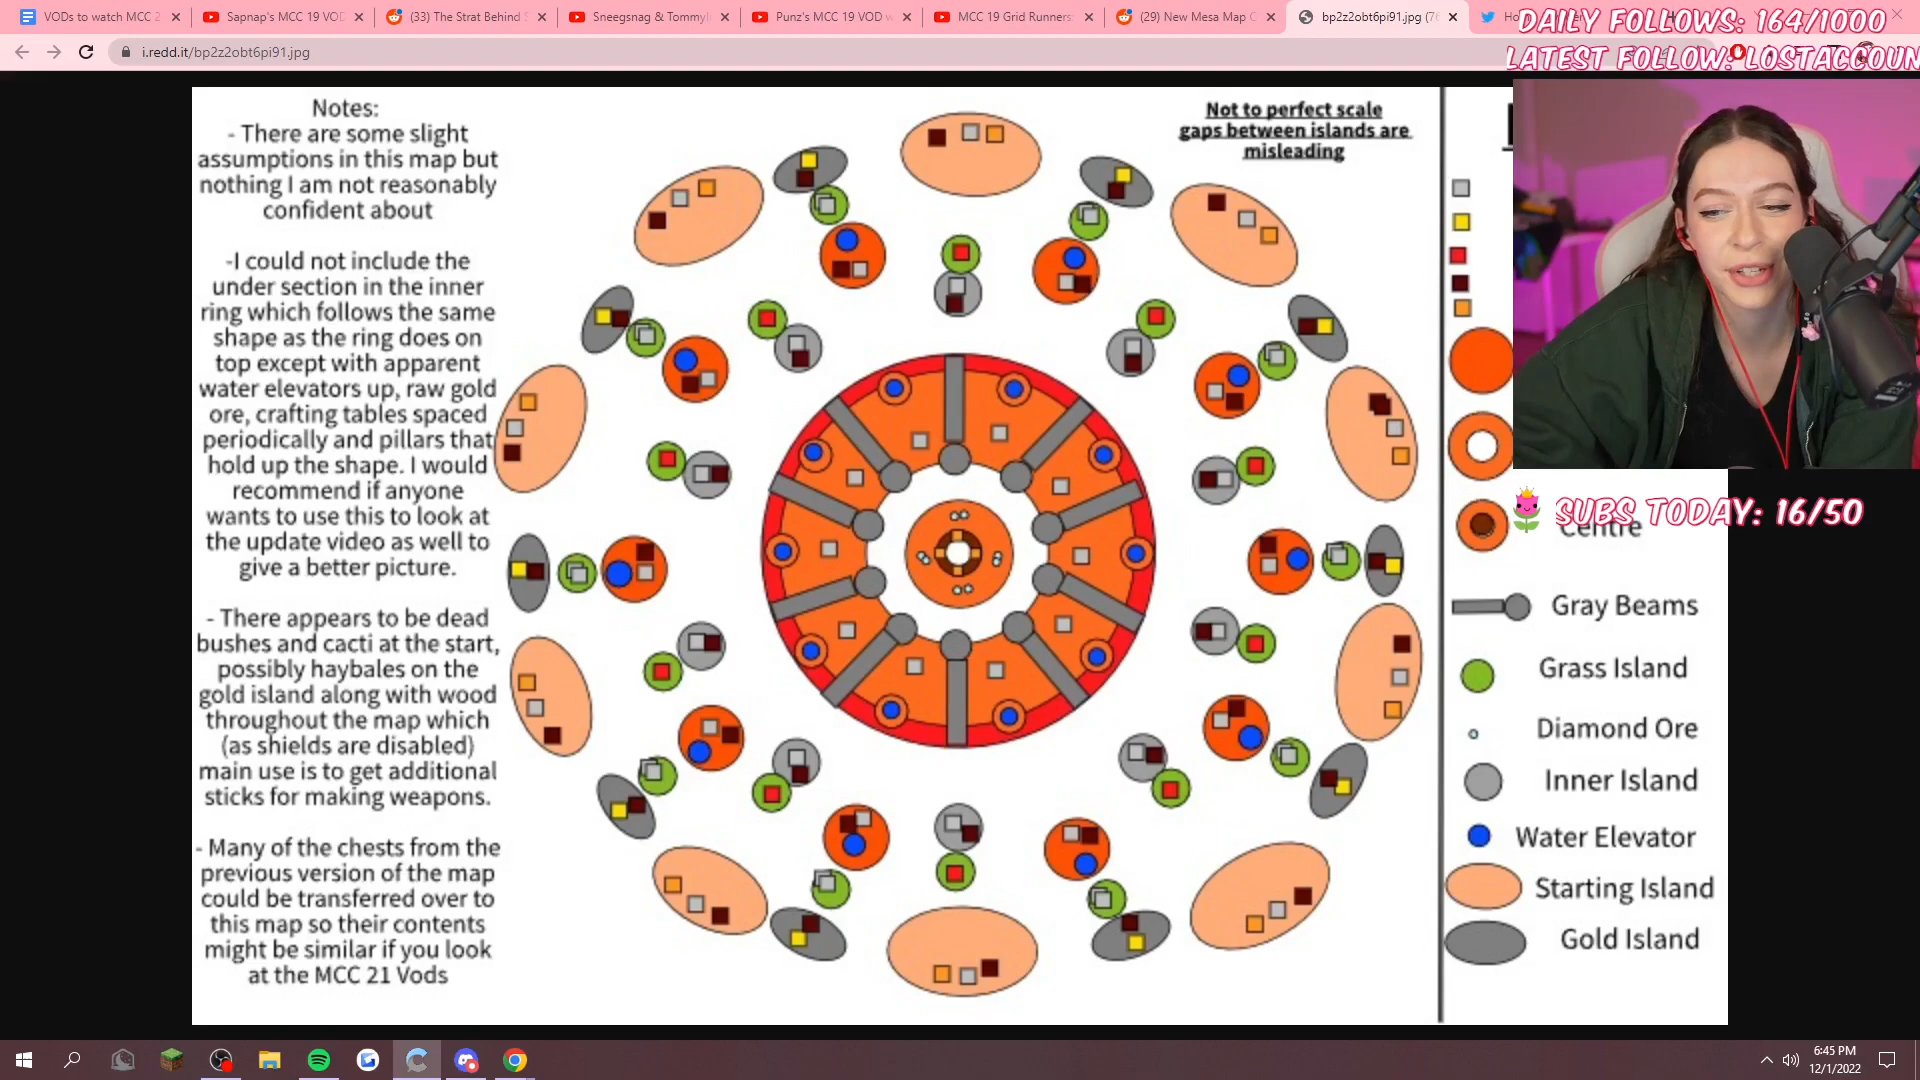 VODs to watch MCC 2
Sapnap's MCC 19 VOD
(33) The Strat Behind S
Sneegsnag & TommyI
Punz's MCC 19 VOD w
MCC 19 Grid Runners:
(29) New Mesa Map C
bp2z2obt6pi91.jpg (76
DAILY FOLLOWS: 164/1000
i.redd.it/bp2z2obt6pi91.jpg
LATEST FOLLOW: LOSTACCOUN
Notes:
- There are some slight
assumptions in this map but
nothing I am not reasonably
confident about
-I could not include the
under section in the inner
ring which follows the same
shape as the ring does on
top except with apparent
water elevators up, raw gold
ore, crafting tables spaced
periodically and pillars that
hold up the shape. I would
recommend if anyone
wants to use this to look at
the update video as well to
give a better picture.
- There appears to be dead
bushes and cacti at the start,
possibly haybales on the
gold island along with wood
throughout the map which
(as shields are disabled)
main use is to get additional
sticks for making weapons.
- Many of the chests from the
previous version of the map
could be transferred over to
this map so their contents
might be similar if you look
at the MCC 21 Vods
Not to perfect scale
gaps between islands are
misleading
SUBS TODAY: 16/50
Centre
Gray Beams
Grass Island
Diamond Ore
Inner Island
Water Elevator
Starting Island
Gold Island
6:45 PM
12/1/2022